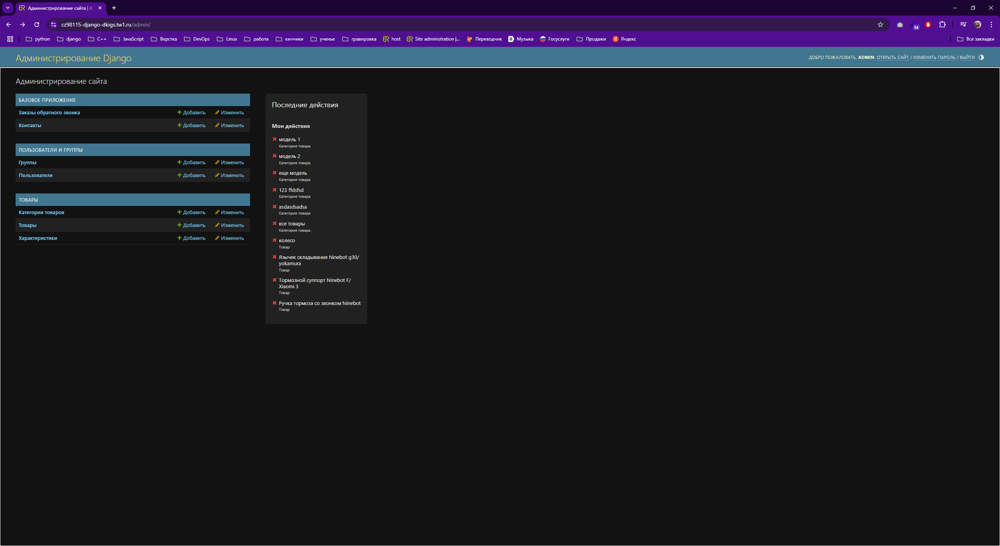 Администрирование сайта | А
cz98115-django-dkigs.tw1.ru/admin/
14
python django C++ JavaScript Верстка DevOps Linux работа кинчики ученье гравировка host Site administration |... Переводчик Музыка Госуслуги Продажи Яндекс Все закладки
Администрирование Django
ДОБРО ПОЖАЛОВАТЬ, ADMIN. ОТКРЫТЬ САЙТ / ИЗМЕНИТЬ ПАРОЛЬ / ВЫЙТИ
Администрирование сайта
БАЗОВОЕ ПРИЛОЖЕНИЕ
Заказы обратного звонка Добавить Изменить
Контакты Добавить Изменить
ПОЛЬЗОВАТЕЛИ И ГРУППЫ
Группы Добавить Изменить
Пользователи Добавить Изменить
ТОВАРЫ
Категории товаров Добавить Изменить
Товары Добавить Изменить
Характеристики Добавить Изменить
Последние действия
Мои действия
модель 1
Категория товара
модель 2
Категория товара
еще модель
Категория товара
123 ffdsfsd
Категория товара
asdasdsadsa
Категория товара
все товары
Категория товара
колесо
Товар
Язычек складывания Ninebot g30/
yokamura
Товар
Тормозной суппорт Ninebot F/
Xiaomi 3
Товар
Ручка тормоза со звонком Ninebot
Товар